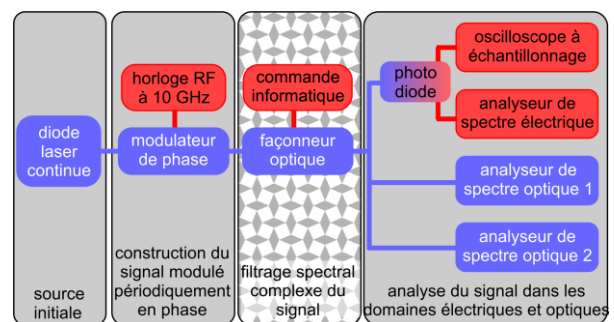 diode
laser
continue
source
initiale
horloge RF
à 10 GHz
modulateur
de phase
construction du
signal modulé
périodiquement
en phase
commande
informatique
façonneur
optique
filtrage spectral
complexe du
signal
photo
diode
oscilloscope à
échantillonnage
analyseur de
spectre électrique
analyseur de
spectre optique 1
analyseur de
spectre optique 2
analyse du signal dans les
domaines électriques et optiques